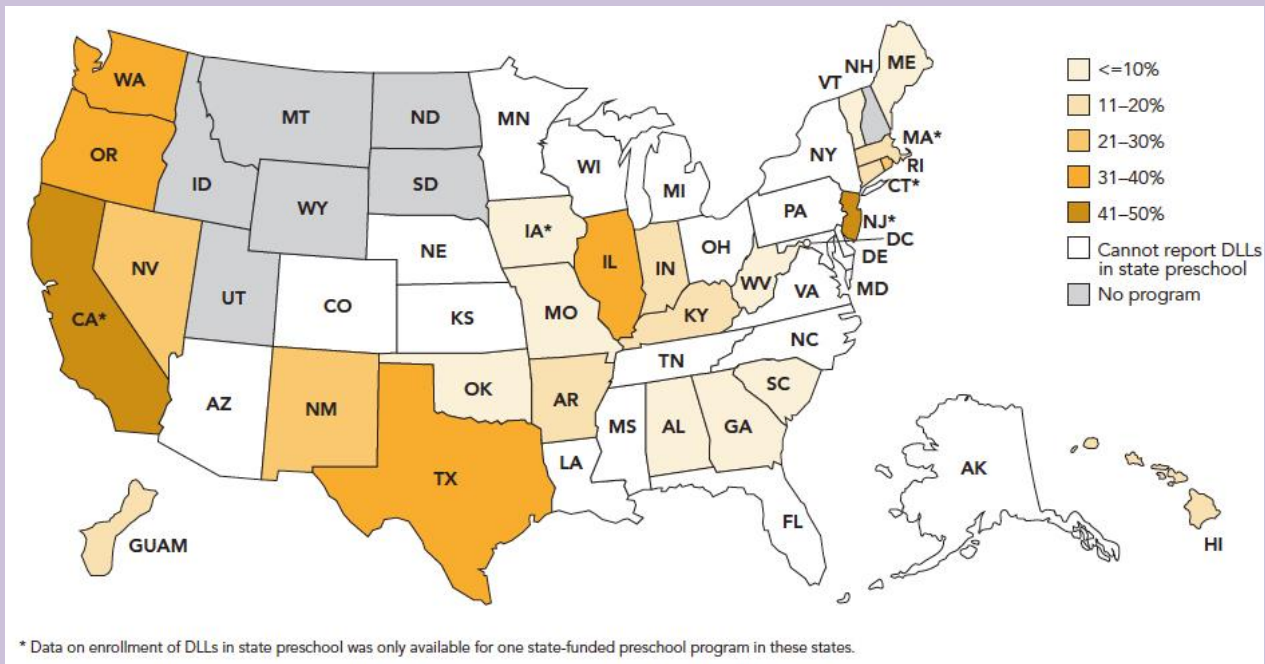 WA
OR
CA*
NV
ID
MT
WY
UT
AZ
NM
CO
ND
SD
NE
KS
OK
TX
MN
IA*
MO
AR
LA
WI
IL
MI
IN
OH
KY
TN
MS
AL
GA
FL
SC
NC
VA
WV
PA
NY
VT
NH
ME
MA*
RI
CT*
NJ*
DC
DE
MD
AK
HI
GUAM
<=10%
11–20%
21–30%
31–40%
41–50%
Cannot report DLLs
in state preschool
No program
* Data on enrollment of DLLs in state preschool was only available for one state-funded preschool program in these states.